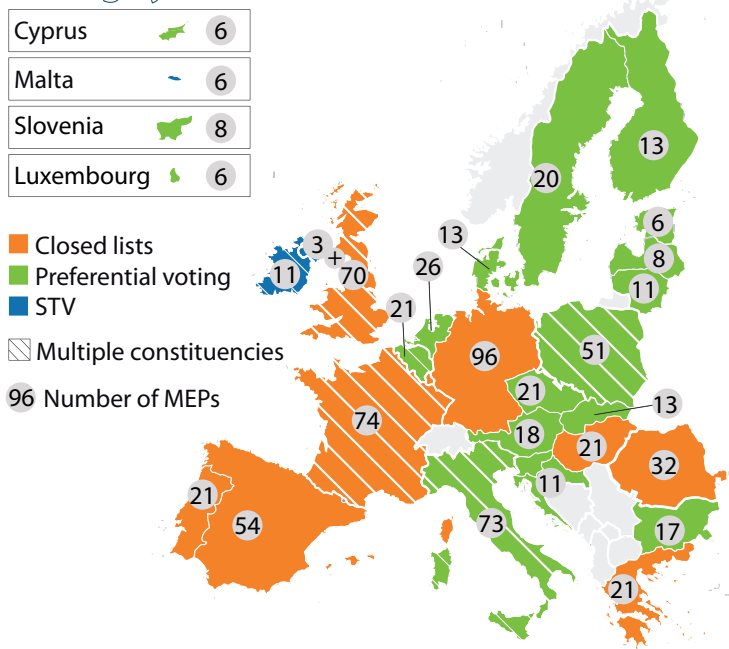 Cyprus 6
Malta 6
Slovenia 8
Luxembourg 6
Closed lists
Preferential voting
STV
Multiple constituencies
96 Number of MEPs
13
20
6
8
11
13
3
+
70
11
26
21
96
51
21
13
74
18
21
32
11
21
54
73
17
21